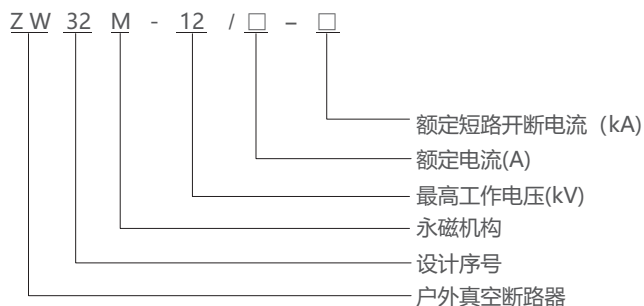 ZW 32 M - 12 / □ - □
额定短路开断电流（kA)
额定电流(A)
最高工作电压(kV)
永磁机构
设计序号
户外真空断路器